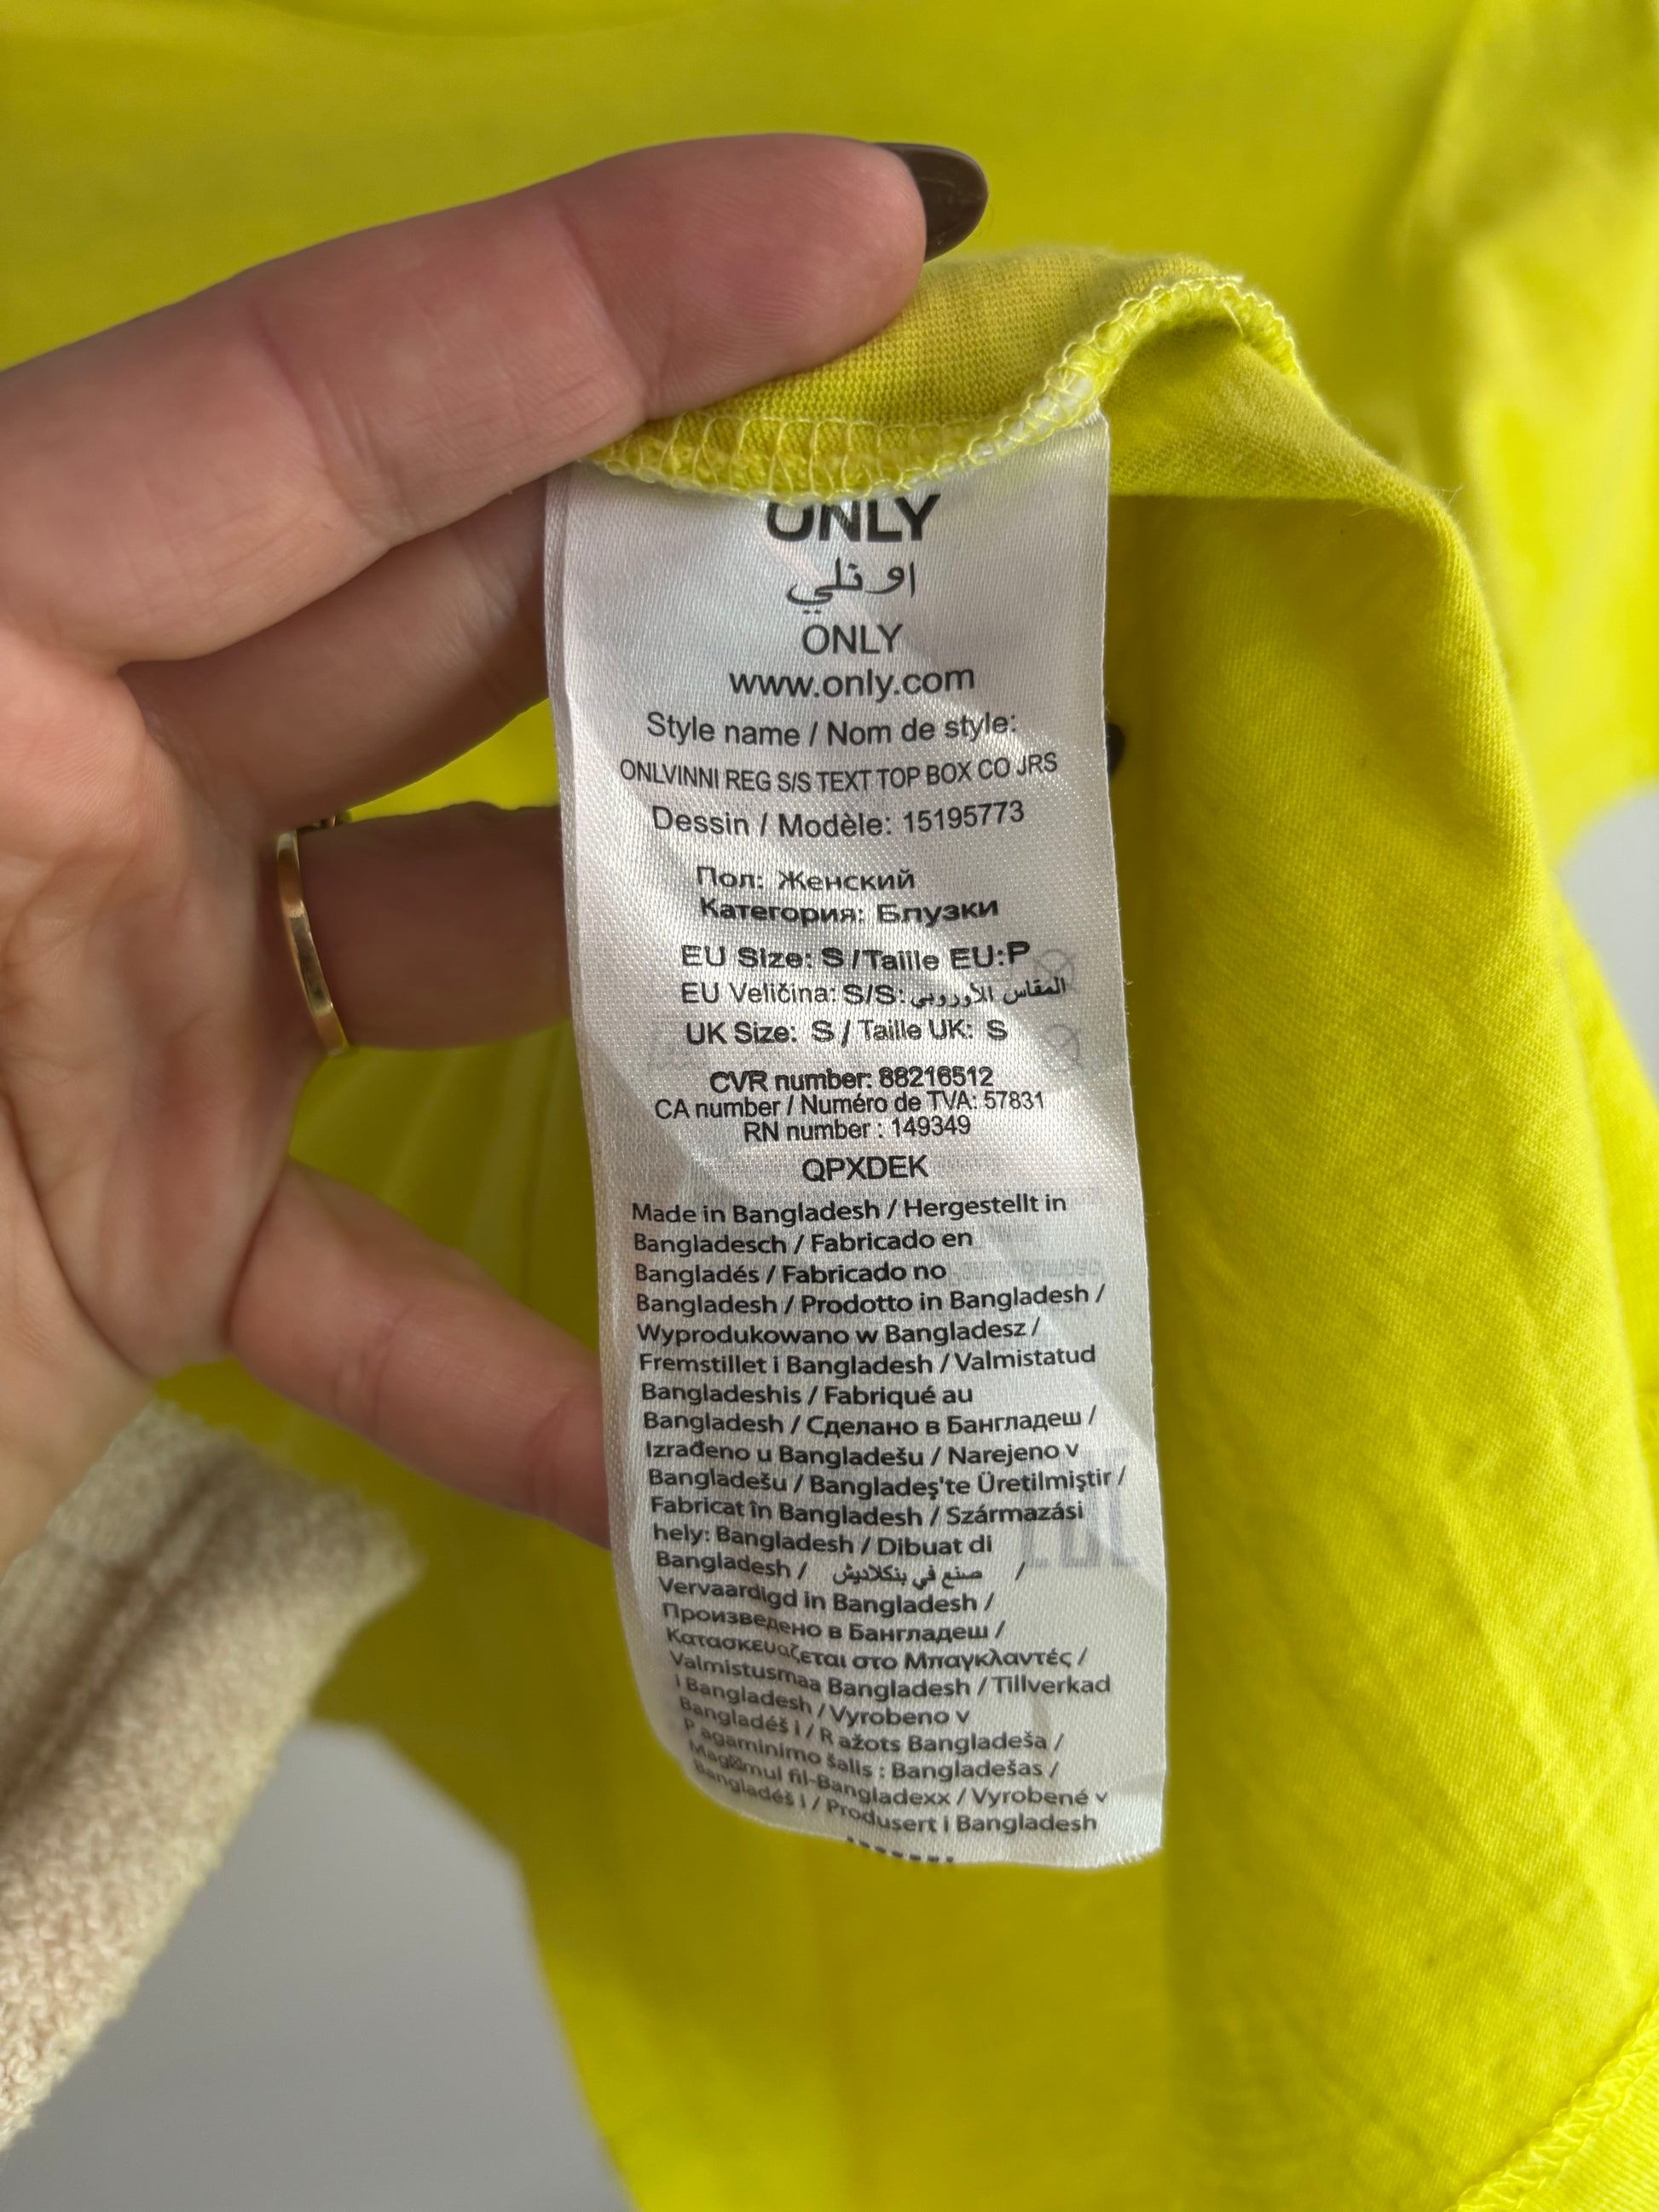 ONLY
اونلي
ONLY
www.only.com
Style name / Nom de style:
ONLVINNI REG S/S TEXT TOP BOX CO JRS
Dessin / Modèle: 15195773
Пол: Женский
Категория: Блузки
EU Size: S / Taille EU: P
EU Veličina: S/S: المقاس الأوروبي
UK Size: S / Taille UK: S
CVR number: 88216512
CA number / Numéro de TVA: 57831
RN number : 149349
QPXDEK
Made in Bangladesh / Hergestellt in
Bangladesch / Fabricado en
Bangladés / Fabricado no
Bangladesh / Prodotto in Bangladesh /
Wyprodukowano w Bangladesz /
Fremstillet i Bangladesh / Valmistatud
Bangladeshis / Fabriqué au
Bangladesh / Сделано в Бангладеш /
Izrađeno u Bangladešu / Narejeno v
Bangladešu / Bangladeş'te Üretilmiştir /
Fabricat în Bangladesh / Származási
hely: Bangladesh / Dibuat di
Bangladesh / صنع في بنكلاديش /
Vervaardigd in Bangladesh /
Произведено в Бангладеш /
Κατασκευαζεται στο Μπαγκλαντές /
Valmistusmaa Bangladesh / Tillverkad
i Bangladesh / Vyrobeno v
Bangladéš i / R ažots Bangladeša /
P agaminimo šalis : Bangladešas /
fil-Bangladexx / Vyrobené v
Bangladéš i / Produsert i Bangladesh